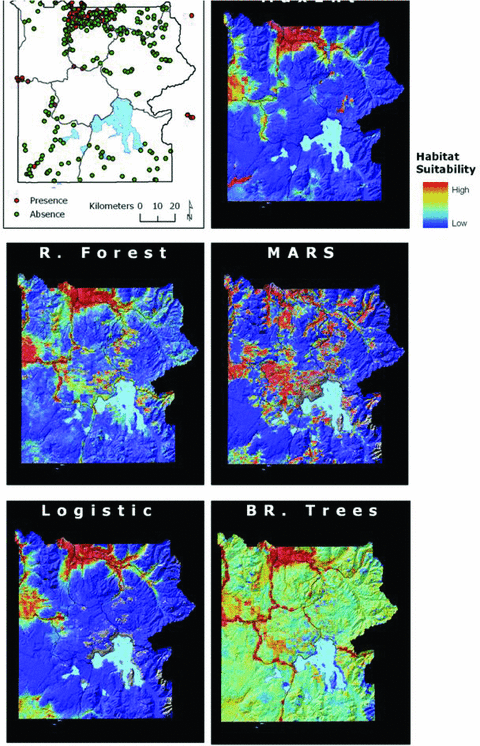 Presence
Absence
Kilometers
0 10 20
N
Habitat
Suitability
High
Low
R. Forest
MARS
Logistic
BR. Trees